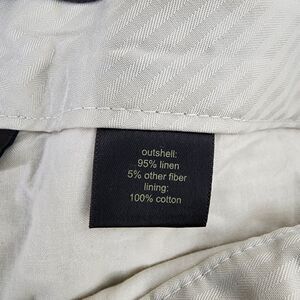 outshell:
95% linen
5% other fiber
lining:
100% cotton